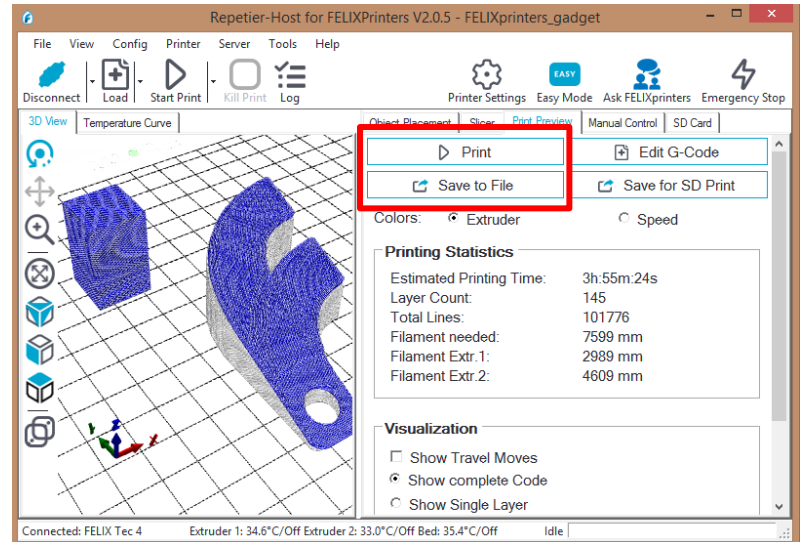 Repetier-Host for FELIXPrinters V2.0.5 - FELIXprinters_gadget
File View Config Printer Server Tools Help
Disconnect Load Start Print Kill Print Log Printer Settings EASY Easy Mode Ask FELIXprinters Emergency Stop
3D View Temperature Curve Object Placement Slicer Print Preview Manual Control SD Card
Print Edit G-Code
Save to File Save for SD Print
Colors: Extruder Speed
Printing Statistics
Estimated Printing Time: 3h:55m:24s
Layer Count: 145
Total Lines: 101776
Filament needed: 7599 mm
Filament Extr.1: 2989 mm
Filament Extr.2: 4609 mm
Visualization
Show Travel Moves
Show complete Code
Show Single Layer
Connected: FELIX Tec 4 Extruder 1: 34.6°C/Off Extruder 2: 33.0°C/Off Bed: 35.4°C/Off Idle